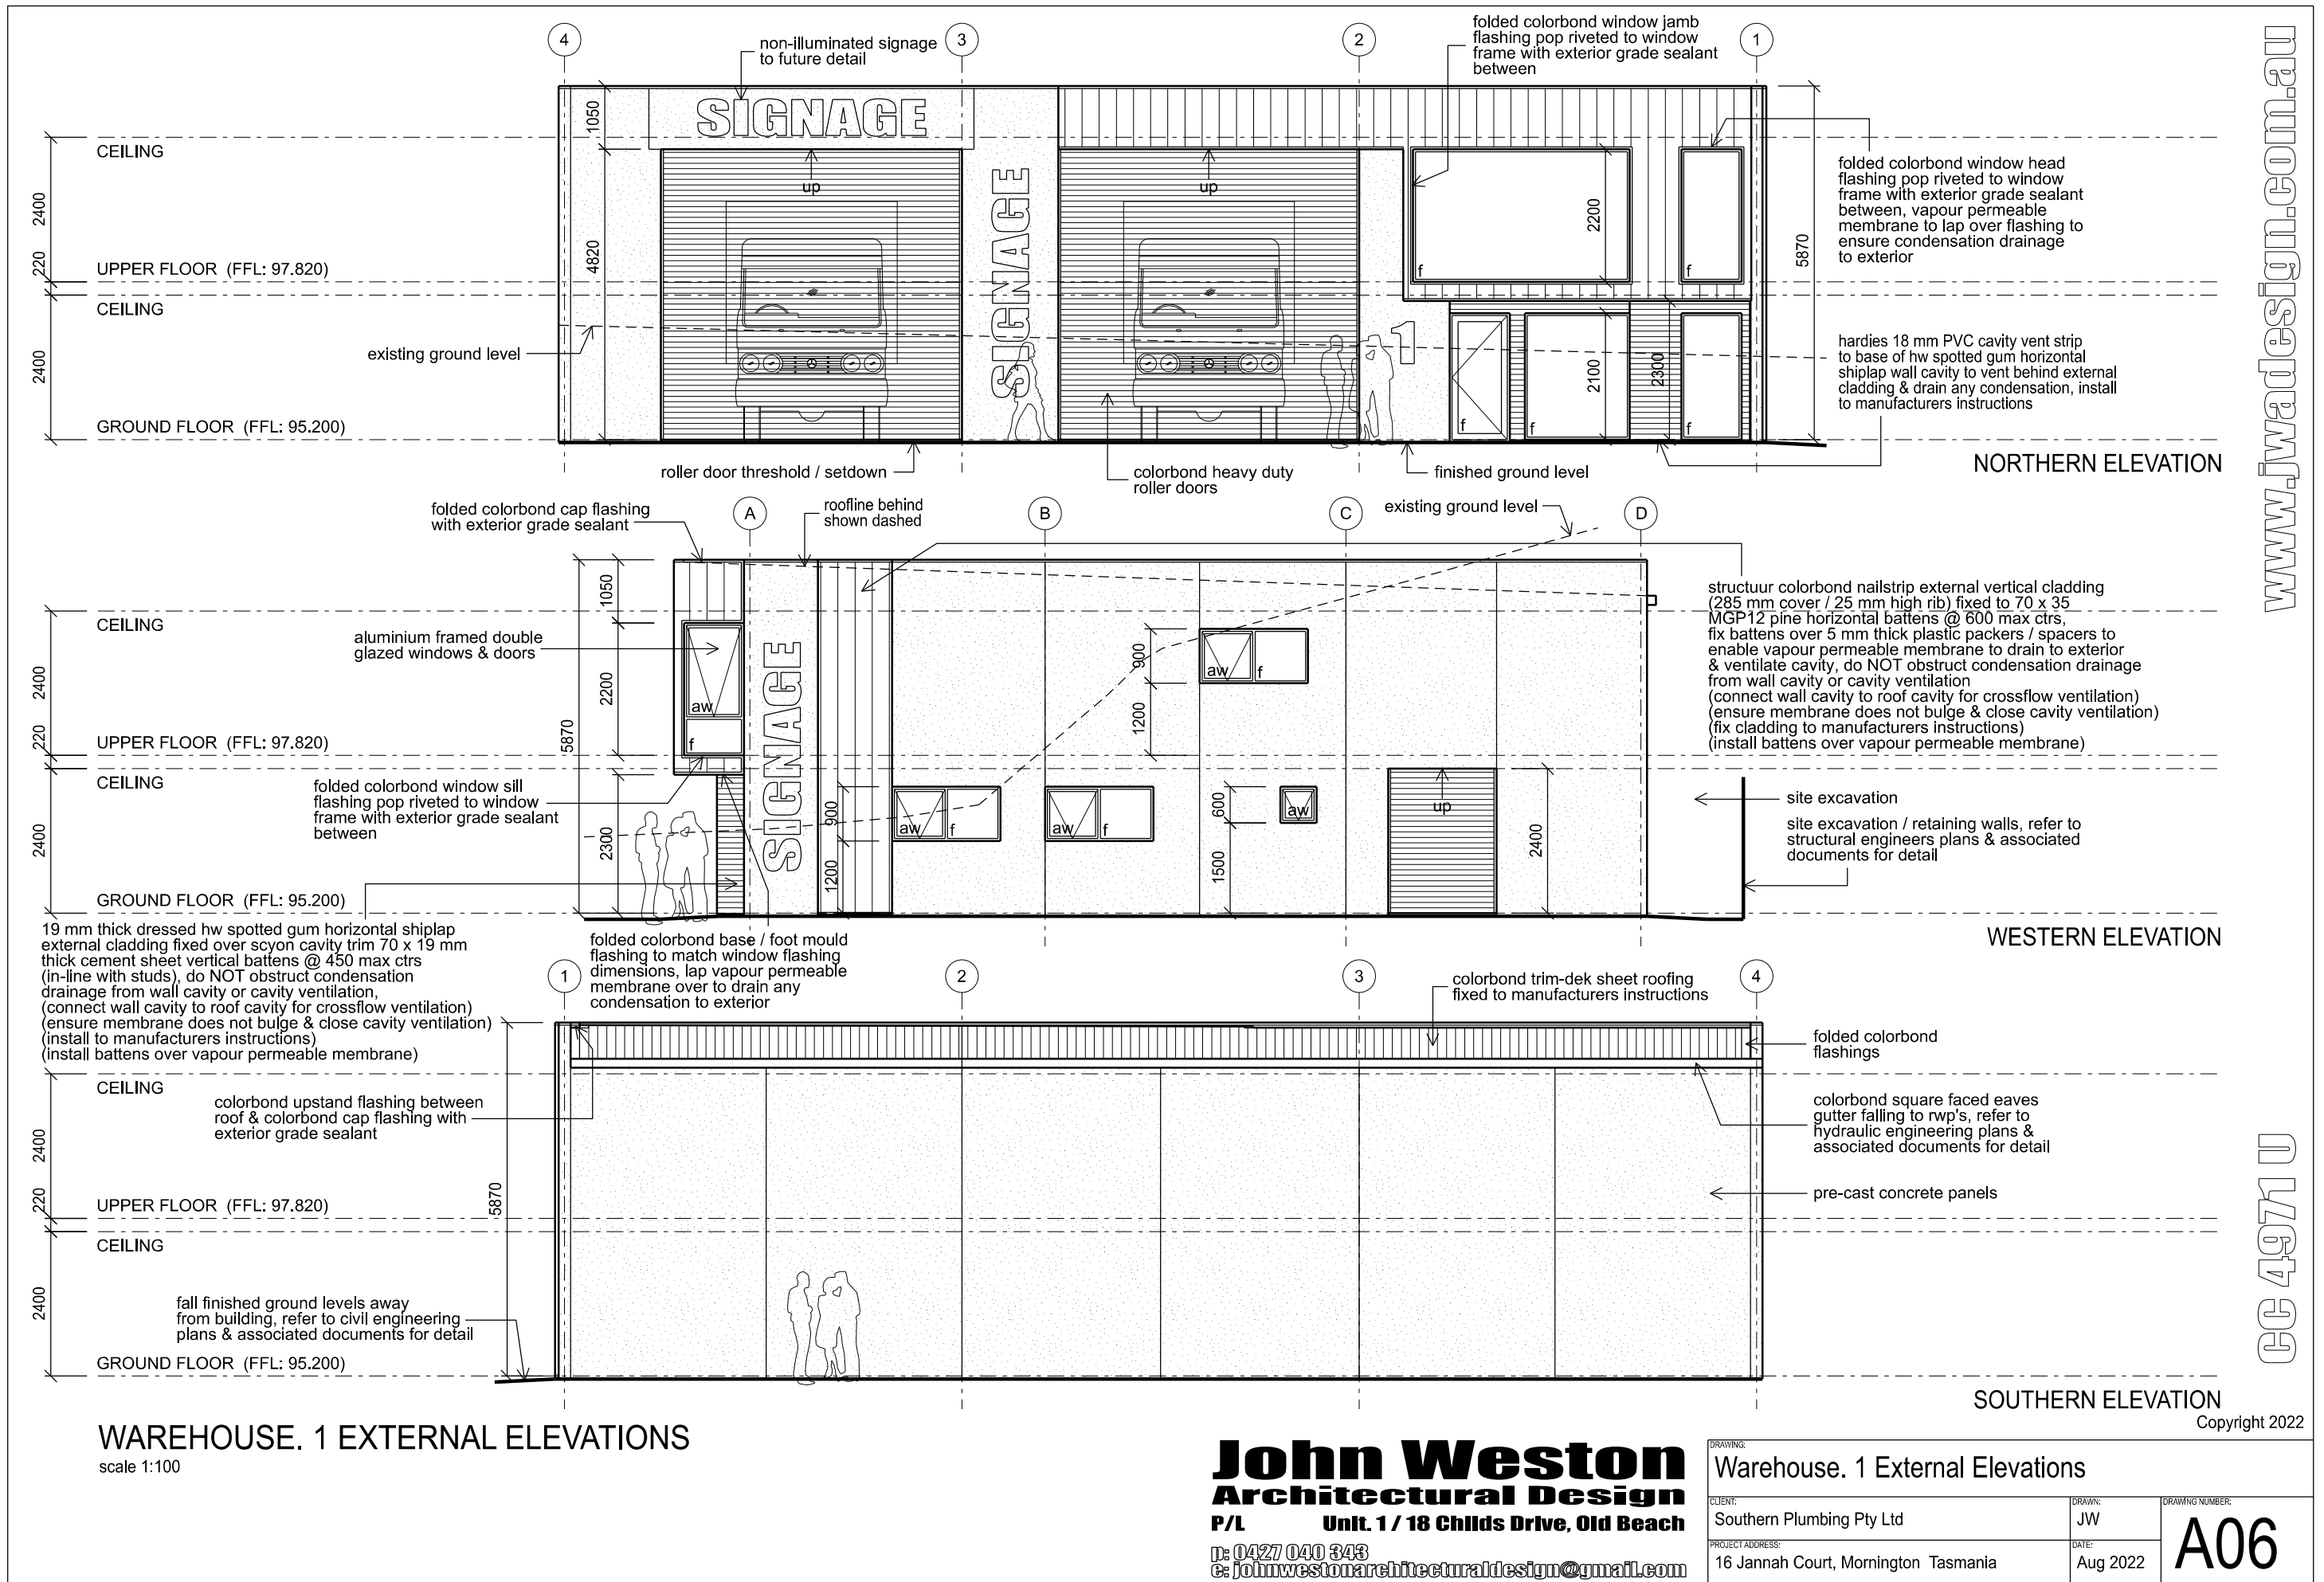 4
3
2
1
non-illuminated signage
to future detail
folded colorbond window jamb
flashing pop riveted to window
frame with exterior grade sealant
between
www.jwadesign.com.au
SIGNAGE
1050
CEILING
up
up
SIGNAGE
folded colorbond window head
flashing pop riveted to window
frame with exterior grade sealant
between, vapour permeable
membrane to lap over flashing to
ensure condensation drainage
to exterior
2400
2200
4820
5870
220
UPPER FLOOR (FFL: 97.820)
f
f
CEILING
existing ground level
1
hardies 18 mm PVC cavity vent strip
to base of hw spotted gum horizontal
shiplap wall cavity to vent behind external
cladding & drain any condensation, install
to manufacturers instructions
2400
2100
2300
GROUND FLOOR (FFL: 95.200)
f
f
f
roller door threshold / setdown
colorbond heavy duty
roller doors
finished ground level
NORTHERN ELEVATION
folded colorbond cap flashing
with exterior grade sealant
A
roofline behind
shown dashed
B
C
existing ground level
D
1050
CEILING
aluminium framed double
glazed windows & doors
SIGNAGE
900
aw
f
structuur colorbond nailstrip external vertical cladding
(285 mm cover / 25 mm high rib) fixed to 70 x 35
MGP12 pine horizontal battens @ 600 max ctrs,
fix battens over 5 mm thick plastic packers / spacers to
enable vapour permeable membrane to drain to exterior
& ventilate cavity, do NOT obstruct condensation drainage
from wall cavity or cavity ventilation
(connect wall cavity to roof cavity for crossflow ventilation)
(ensure membrane does not bulge & close cavity ventilation)
(fix cladding to manufacturers instructions)
(install battens over vapour permeable membrane)
2400
2200
aw
1200
220
UPPER FLOOR (FFL: 97.820)
5870
f
CEILING
folded colorbond window sill
flashing pop riveted to window
frame with exterior grade sealant
between
900
aw
f
aw
f
600
aw
up
site excavation
site excavation / retaining walls, refer to
structural engineers plans & associated
documents for detail
2400
2300
1200
1500
2400
GROUND FLOOR (FFL: 95.200)
19 mm thick dressed hw spotted gum horizontal shiplap
external cladding fixed over scyon cavity trim 70 x 19 mm
thick cement sheet vertical battens @ 450 max ctrs
(in-line with studs), do NOT obstruct condensation
drainage from wall cavity or cavity ventilation,
(connect wall cavity to roof cavity for crossflow ventilation)
(ensure membrane does not bulge & close cavity ventilation)
(install to manufacturers instructions)
(install battens over vapour permeable membrane)
folded colorbond base / foot mould
flashing to match window flashing
dimensions, lap vapour permeable
membrane over to drain any
condensation to exterior
WESTERN ELEVATION
1
2
3
4
colorbond trim-dek sheet roofing
fixed to manufacturers instructions
folded colorbond
flashings
CEILING
colorbond upstand flashing between
roof & colorbond cap flashing with
exterior grade sealant
colorbond square faced eaves
gutter falling to rwp's, refer to
hydraulic engineering plans &
associated documents for detail
2400
220
UPPER FLOOR (FFL: 97.820)
5870
pre-cast concrete panels
CC 4971 U
CEILING
2400
fall finished ground levels away
from building, refer to civil engineering
plans & associated documents for detail
GROUND FLOOR (FFL: 95.200)
SOUTHERN ELEVATION
Copyright 2022
WAREHOUSE. 1 EXTERNAL ELEVATIONS
scale 1:100
John Weston
Architectural Design
P/L Unit. 1 / 18 Childs Drive, Old Beach
p: 0427 040 343
e: johnwestonarchitecturaldesign@gmail.com
DRAWING:
Warehouse. 1 External Elevations
CLIENT:
Southern Plumbing Pty Ltd
DRAWN:
JW
DRAWING NUMBER:
A06
PROJECT ADDRESS:
16 Jannah Court, Mornington Tasmania
DATE:
Aug 2022